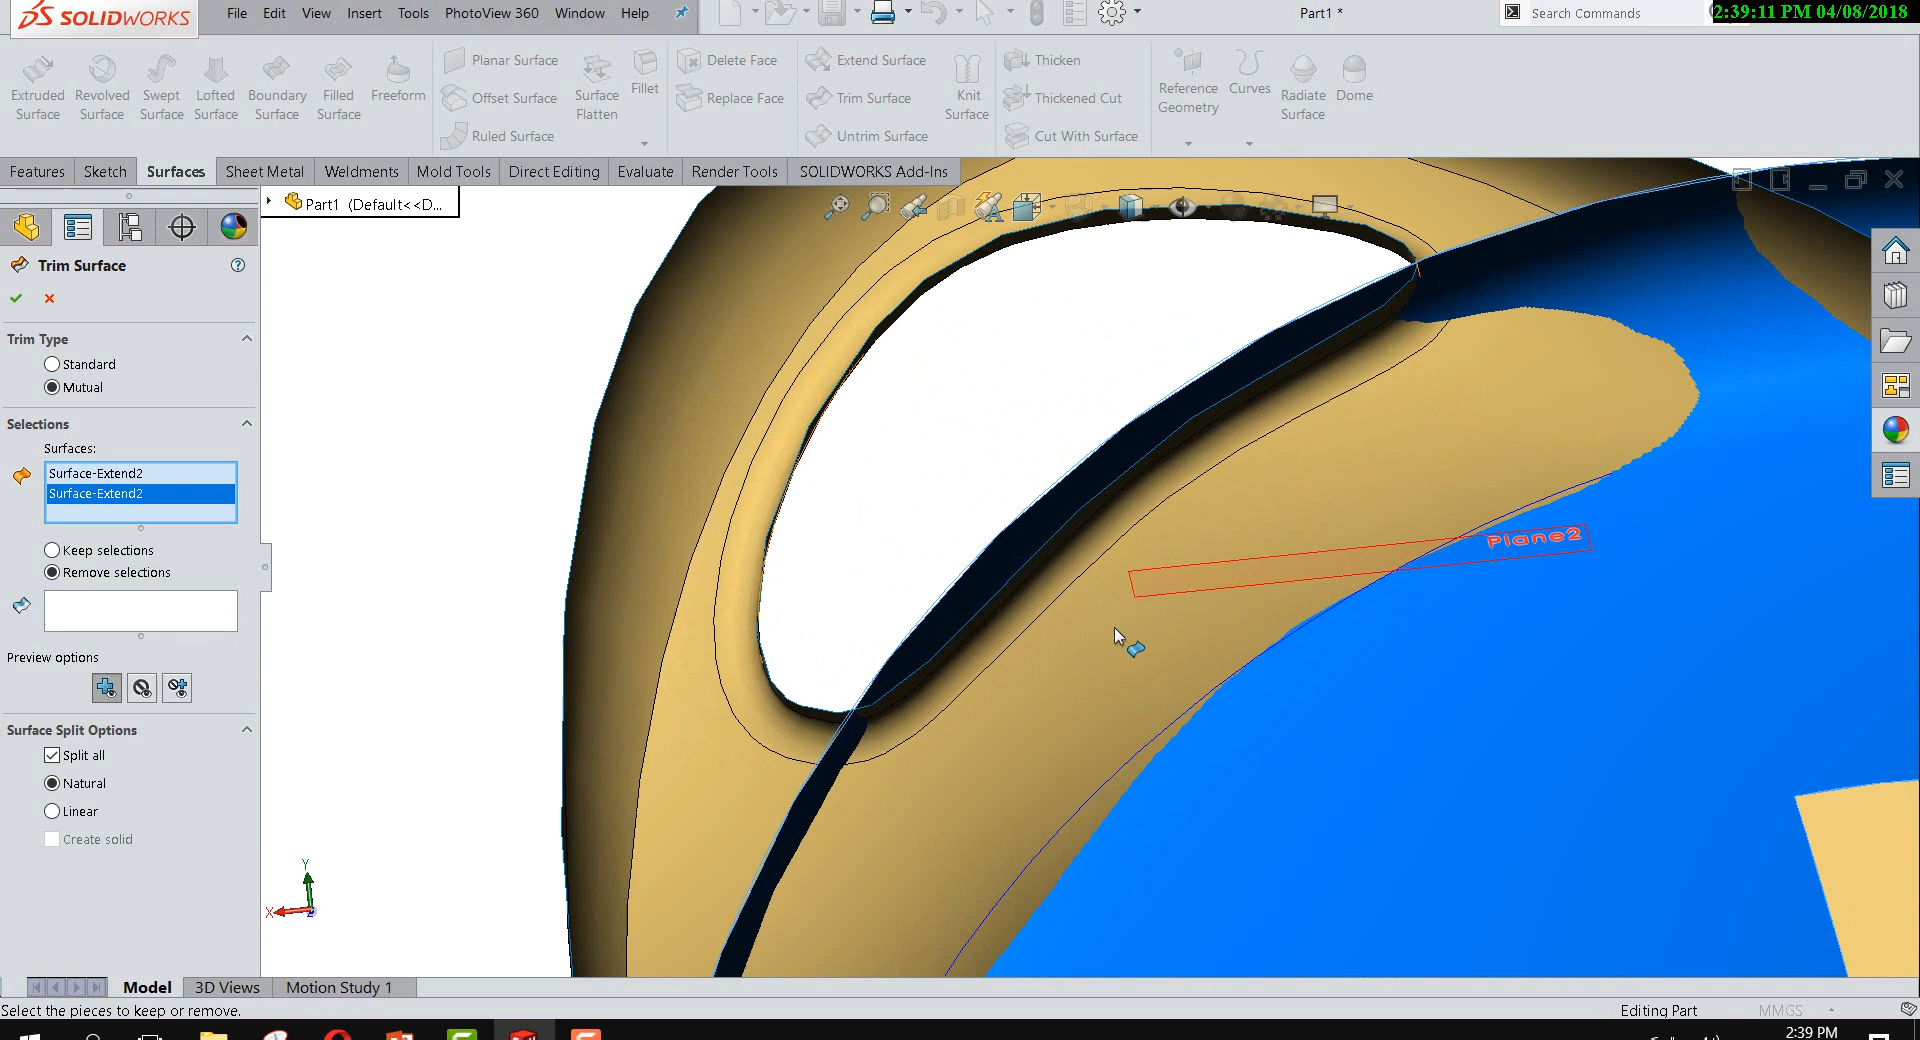 SOLIDWORKS
File Edit View Insert Tools PhotoView 360 Window Help
Part1 *
Search Commands
2:39:11 PM 04/08/2018
Extruded Surface
Revolved Surface
Swept Surface
Lofted Surface
Boundary Surface
Filled Surface
Freeform
Planar Surface
Offset Surface
Ruled Surface
Surface Flatten
Fillet
Delete Face
Replace Face
Extend Surface
Trim Surface
Untrim Surface
Knit Surface
Thicken
Thickened Cut
Cut With Surface
Reference Geometry
Curves
Radiate Surface
Dome
Features Sketch Surfaces Sheet Metal Weldments Mold Tools Direct Editing Evaluate Render Tools SOLIDWORKS Add-Ins
Part1 (Default<<D...
Trim Surface
Trim Type
Standard
Mutual
Selections
Surfaces:
Surface-Extend2
Surface-Extend2
Keep selections
Remove selections
Preview options
Surface Split Options
Split all
Natural
Linear
Create solid
Plane2
Y
X
Z
Model 3D Views Motion Study 1
Select the pieces to keep or remove.
Editing Part
MMGS
2:39 PM